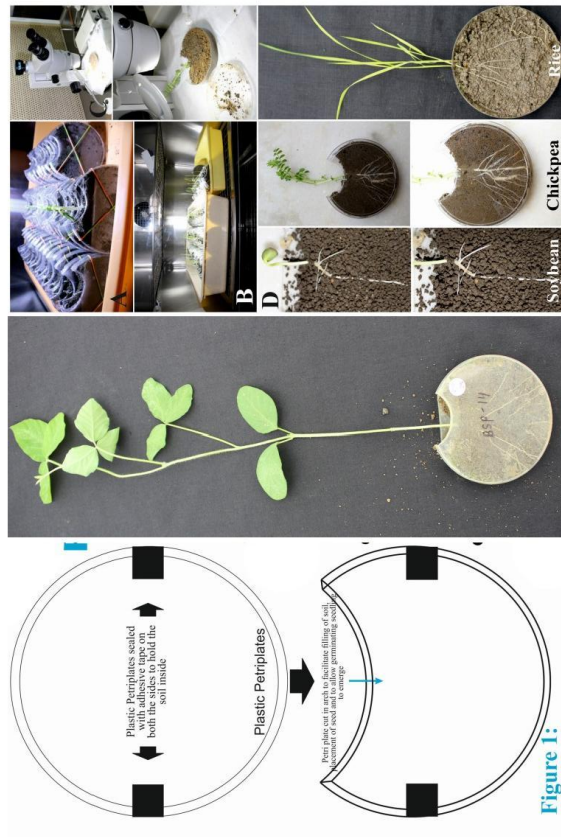 Plastic Petriplates sealed
with adhesive tape on
both the sides to hold the
soil inside
Plastic Petriplates
Petri plate cut in arch to facilitate filling of soil,
placement of seed and to allow germinating seedling
to emerge
Figure 1:
BSR-14
A
B
D
Soybean
Chickpea
Rice